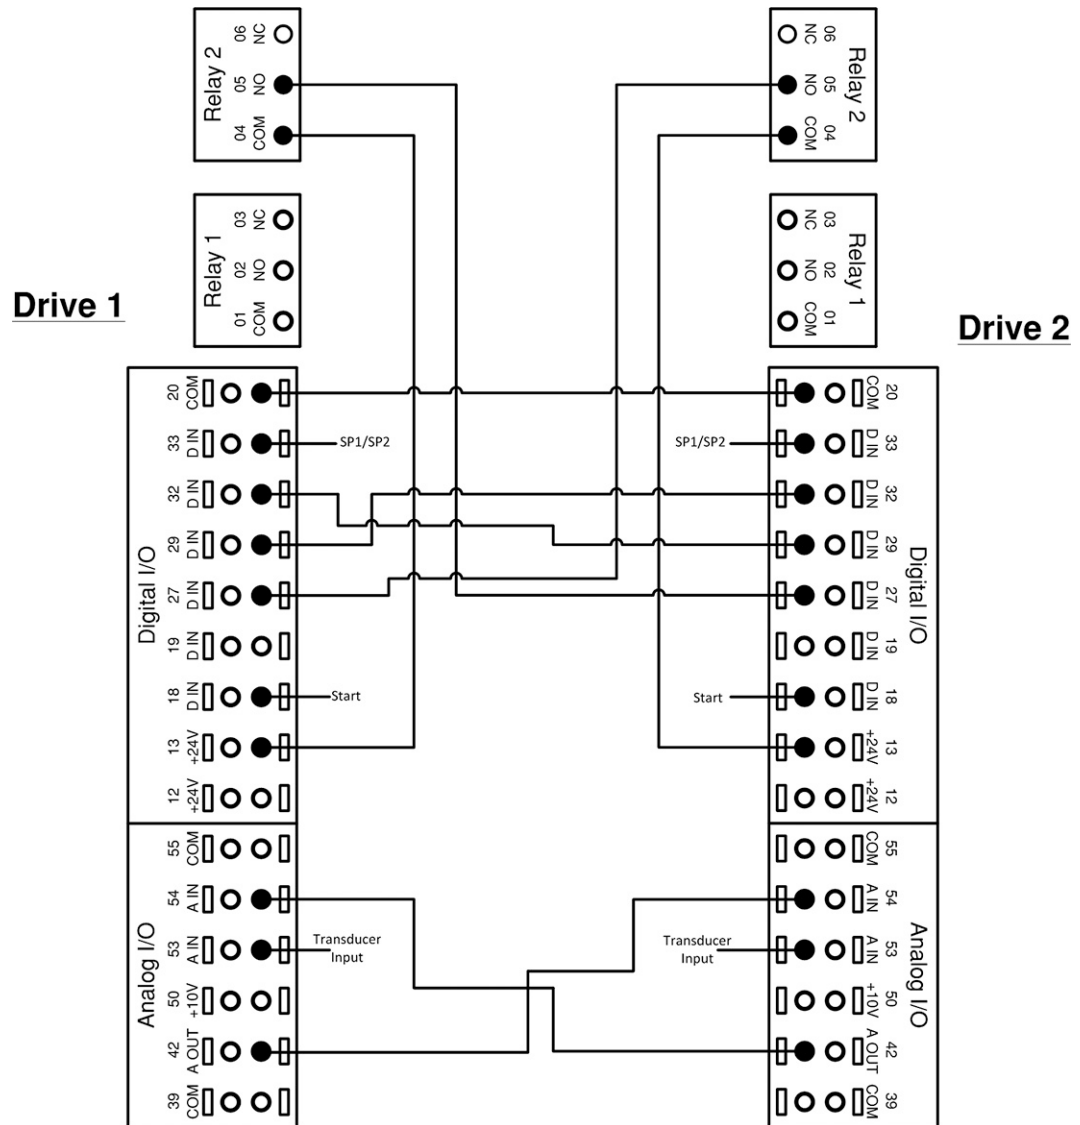 Drive 1
Relay 2
06 NC
05 NO
04 COM
Relay 1
03 NC
02 NO
01 COM
Digital I/O
20 COM
33 D IN
SP1/SP2
32 D IN
29 D IN
27 D IN
19 D IN
18 D IN
Start
13 +24V
12 +24V
Analog I/O
55 COM
54 A IN
53 A IN
Transducer
Input
50 +10V
42 A OUT
39 COM
Drive 2
Relay 2
06 NC
05 NO
04 COM
Relay 1
03 NC
02 NO
01 COM
Digital I/O
20 COM
SP1/SP2
33 D IN
32 D IN
29 D IN
27 D IN
19 D IN
Start
18 D IN
13 +24V
12 +24V
Analog I/O
55 COM
54 A IN
Transducer
Input
53 A IN
50 +10V
42 A OUT
39 COM